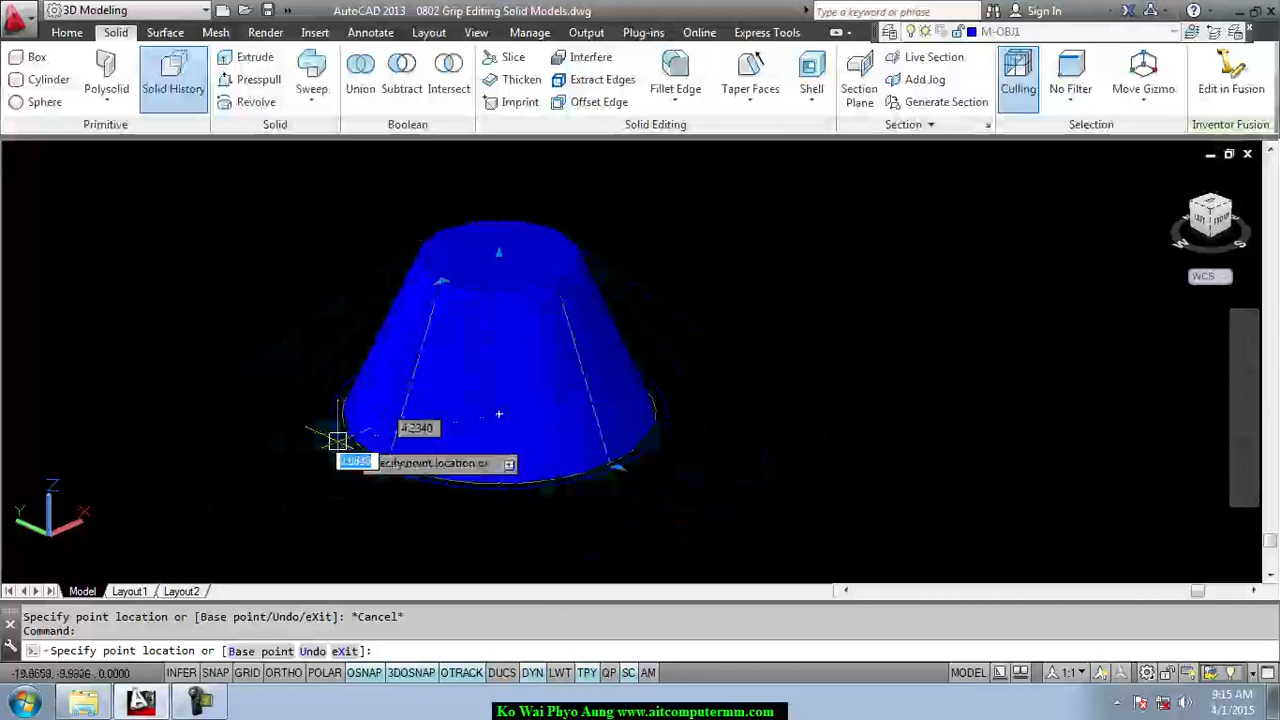 3D Modeling
AutoCAD 2013 0802 Grip Editing Solid Models.dwg
Type a keyword or phrase
Sign In
Home Solid Surface Insert Annotate Layout View Manage Output Plug-ins Online Express Tools
M-OBJ1
Box Cylinder Sphere
Polysolid
Solid History
Primitive
Extrude Presspull Revolve
Sweep
Solid
Union Subtract Intersect
Boolean
Slice Thicken Imprint
Interfere Extract Edges Offset Edge
Fillet Edge
Taper Faces
Shell
Solid Editing
Section Plane
Live Section Add Jog Generate Section
Section
Culling
No Filter
Move Gizmo
Selection
Edit in Fusion
Inventor Fusion
W S
WCS
4.2340
point location or
Z
Y X
Model Layout1 Layout2
Specify point location or [Base point/Undo/eXit]: *Cancel*
Command:
Specify point location or [Base point Undo eXit]:
0.0000
INFER SNAP GRID ORTHO POLAR OSNAP 3DOSNAP OTRACK DUCS DYN LWT TPY QP SC AM
MODEL
1:1
9:15 AM
4/1/2015
Ko Wai Phyo Aung www.aitcomputermm.com